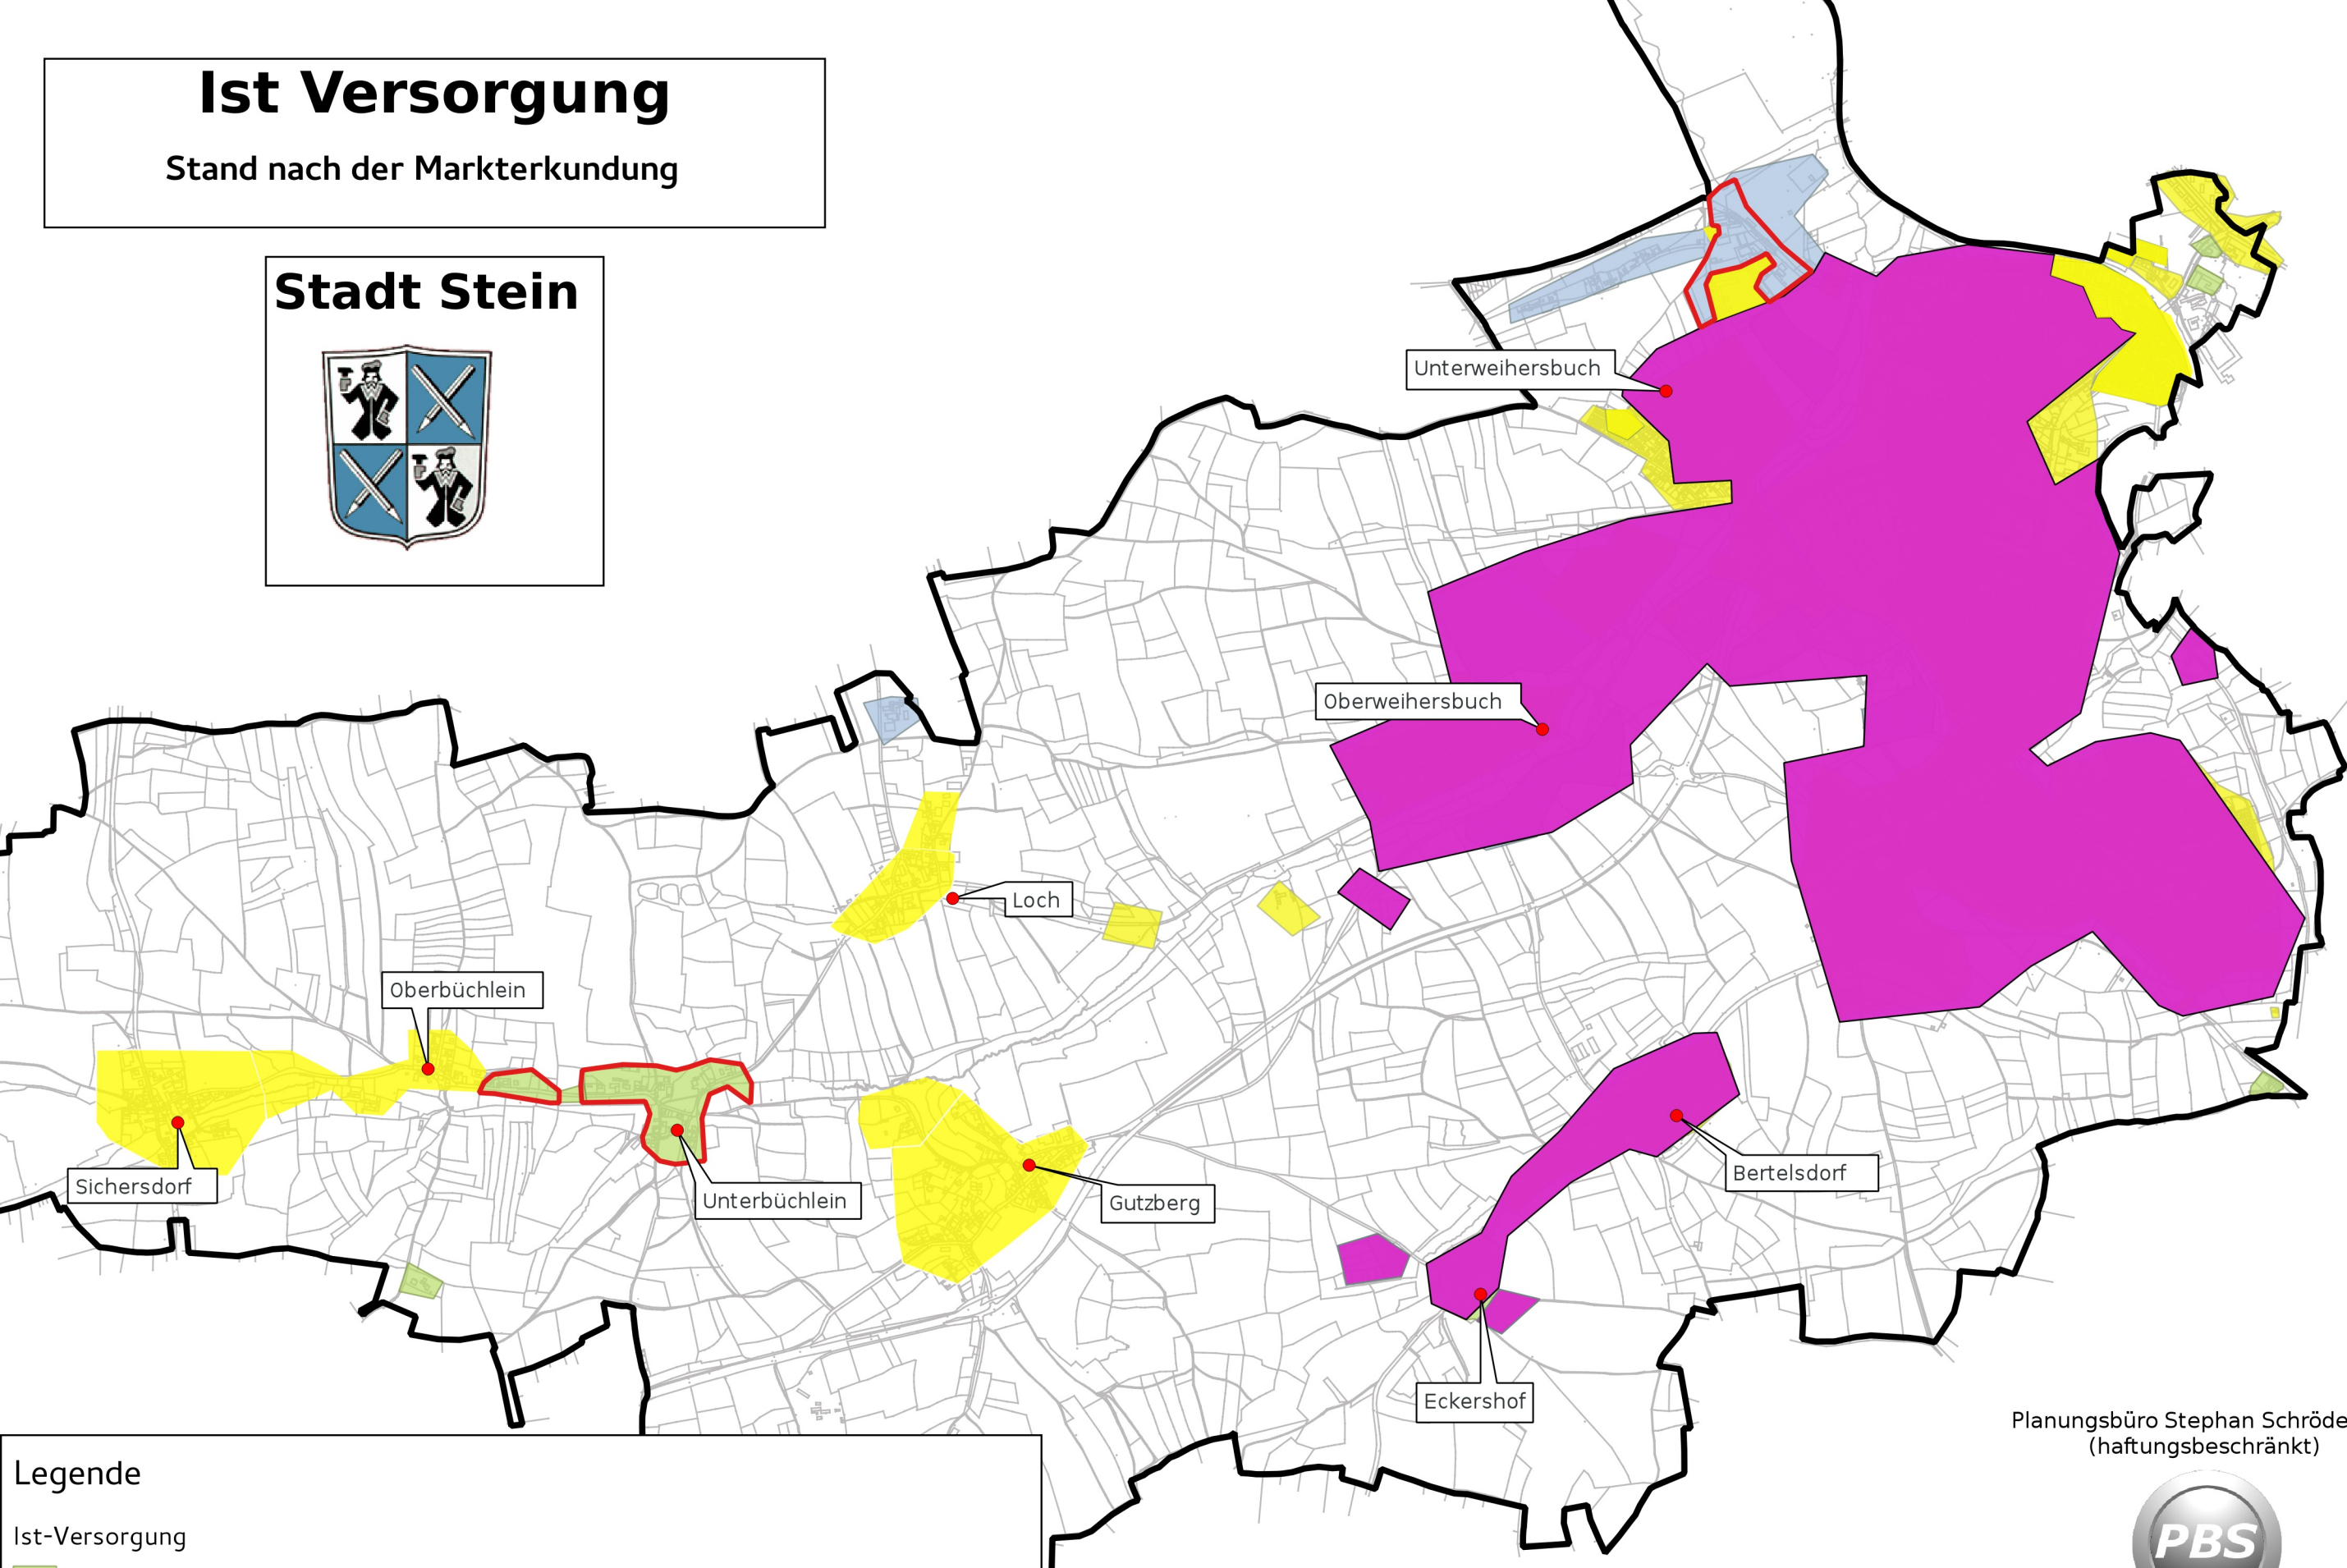 Ist Versorgung
Stand nach der Markterkundung
Stadt Stein
Unterweihersbuch
Oberweihersbuch
Loch
Oberbüchlein
Sichersdorf
Unterbüchlein
Gutzberg
Bertelsdorf
Eckershof
Planungsbüro Stephan Schröde
(haftungsbeschränkt)
PBS
Legende
Ist-Versorgung